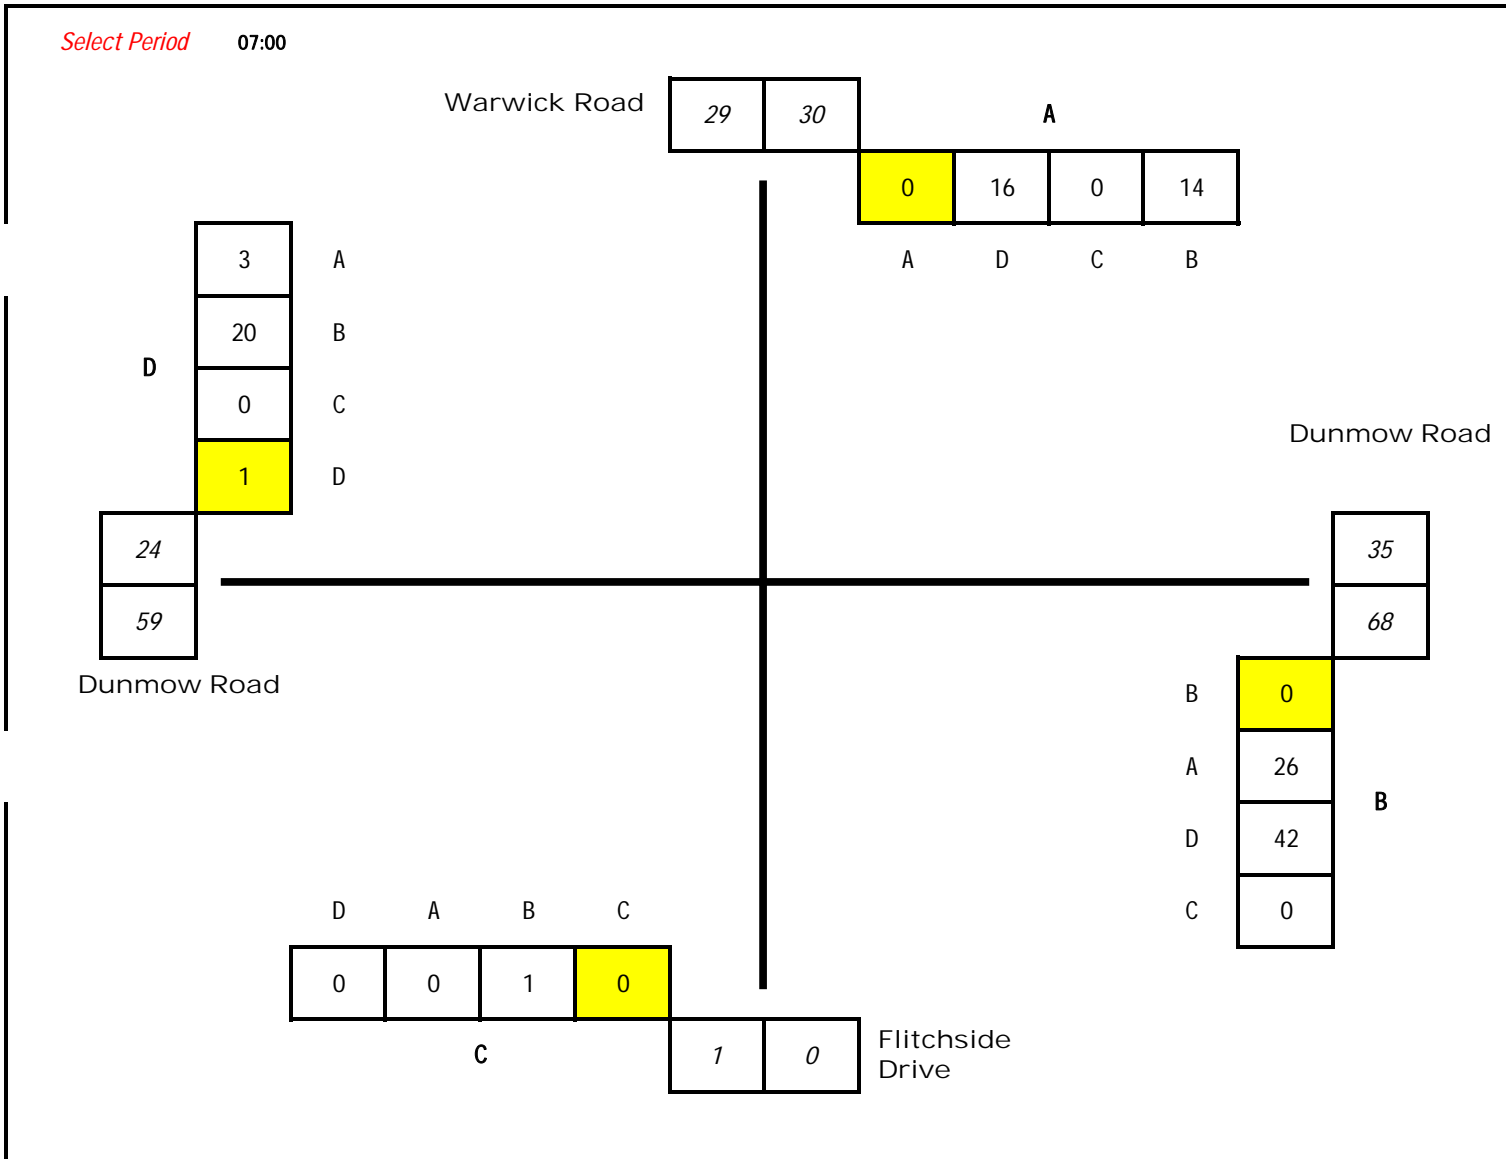 Select Period 07:00
Warwick Road 29 30 A
0 16 0 14
A D C B
3 A
20 B
D
0 C
1 D
Dunmow Road
24 35
59 68
Dunmow Road
B 0
A 26
B
D 42
C 0
D A B C
0 0 1 0
C 1 0
Flitchside
Drive